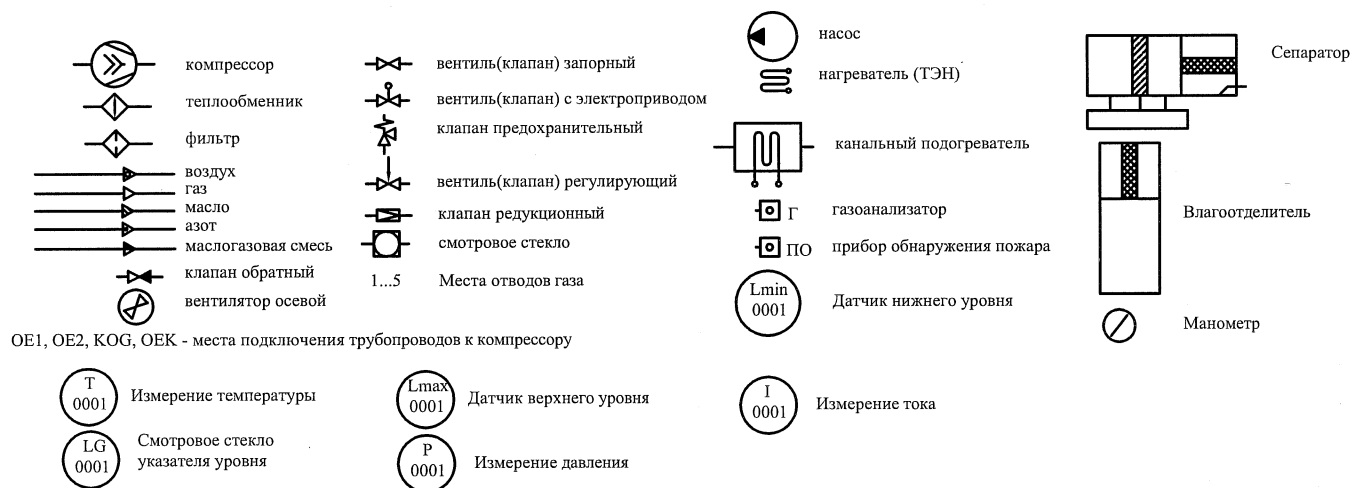 компрессор
теплообменник
фильтр
воздух
газ
масло
азот
маслогазовая смесь
клапан обратный
вентилятор осевой
вентиль(клапан) запорный
вентиль(клапан) с электроприводом
клапан предохранительный
вентиль(клапан) регулирующий
клапан редукционный
смотровое стекло
1...5 Места отводов газа
насос
нагреватель (ТЭН)
канальный подогреватель
Г газоанализатор
ПО прибор обнаружения пожара
Lmin
0001
Датчик нижнего уровня
Сепаратор
Влагоотделитель
Манометр
OE1, OE2, KOG, OEK - места подключения трубопроводов к компрессору
T
0001
Измерение температуры
LG
0001
Смотровое стекло
указателя уровня
Lmax
0001
Датчик верхнего уровня
P
0001
Измерение давления
I
0001
Измерение тока